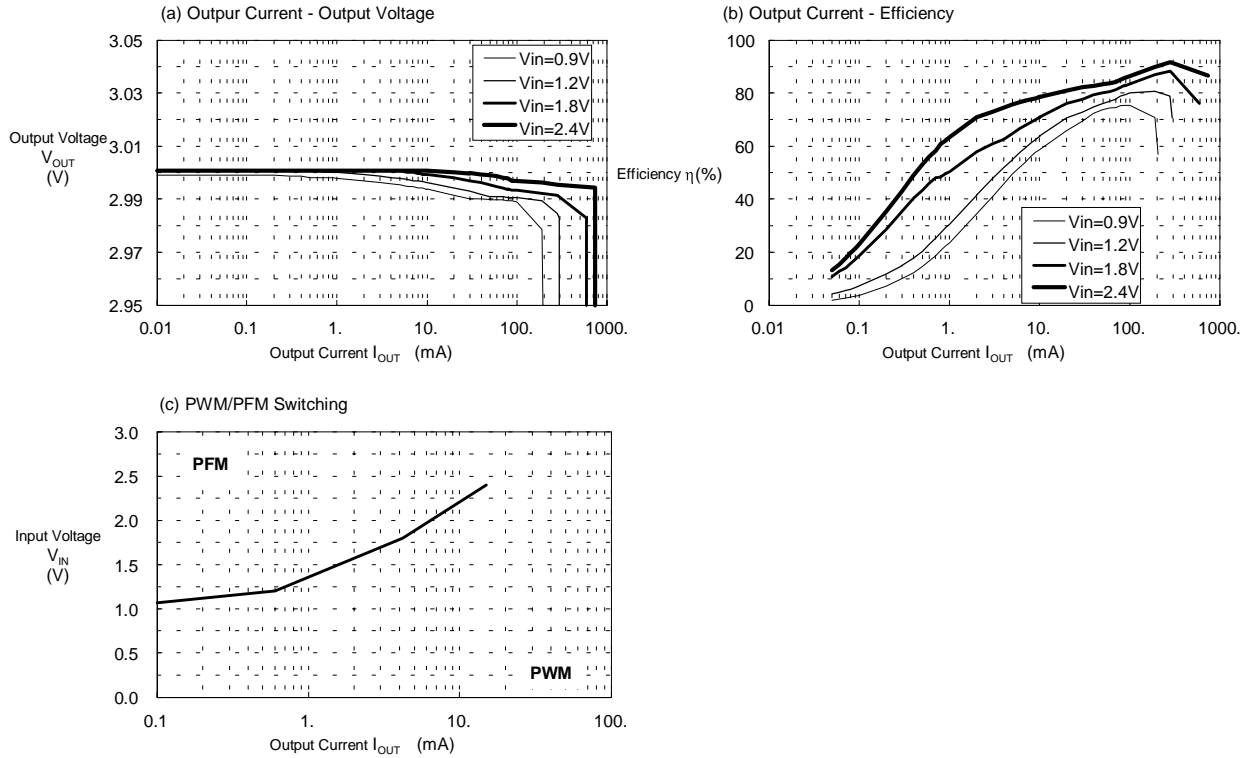 (a) Outpur Current - Output Voltage
3.05
3.03
3.01
2.99
2.97
2.95
Output Voltage
VOUT
(V)
Vin=0.9V
Vin=1.2V
Vin=1.8V
Vin=2.4V
0.01 0.1 1. 10. 100. 1000.
Output Current IOUT (mA)
(b) Output Current - Efficiency
100
80
60
40
20
0
Efficiency η(%)
Vin=0.9V
Vin=1.2V
Vin=1.8V
Vin=2.4V
0.01 0.1 1. 10. 100. 1000.
Output Current IOUT (mA)
(c) PWM/PFM Switching
3.0
2.5
2.0
1.5
1.0
0.5
0.0
Input Voltage
VIN
(V)
PFM
PWM
0.1 1. 10. 100.
Output Current IOUT (mA)